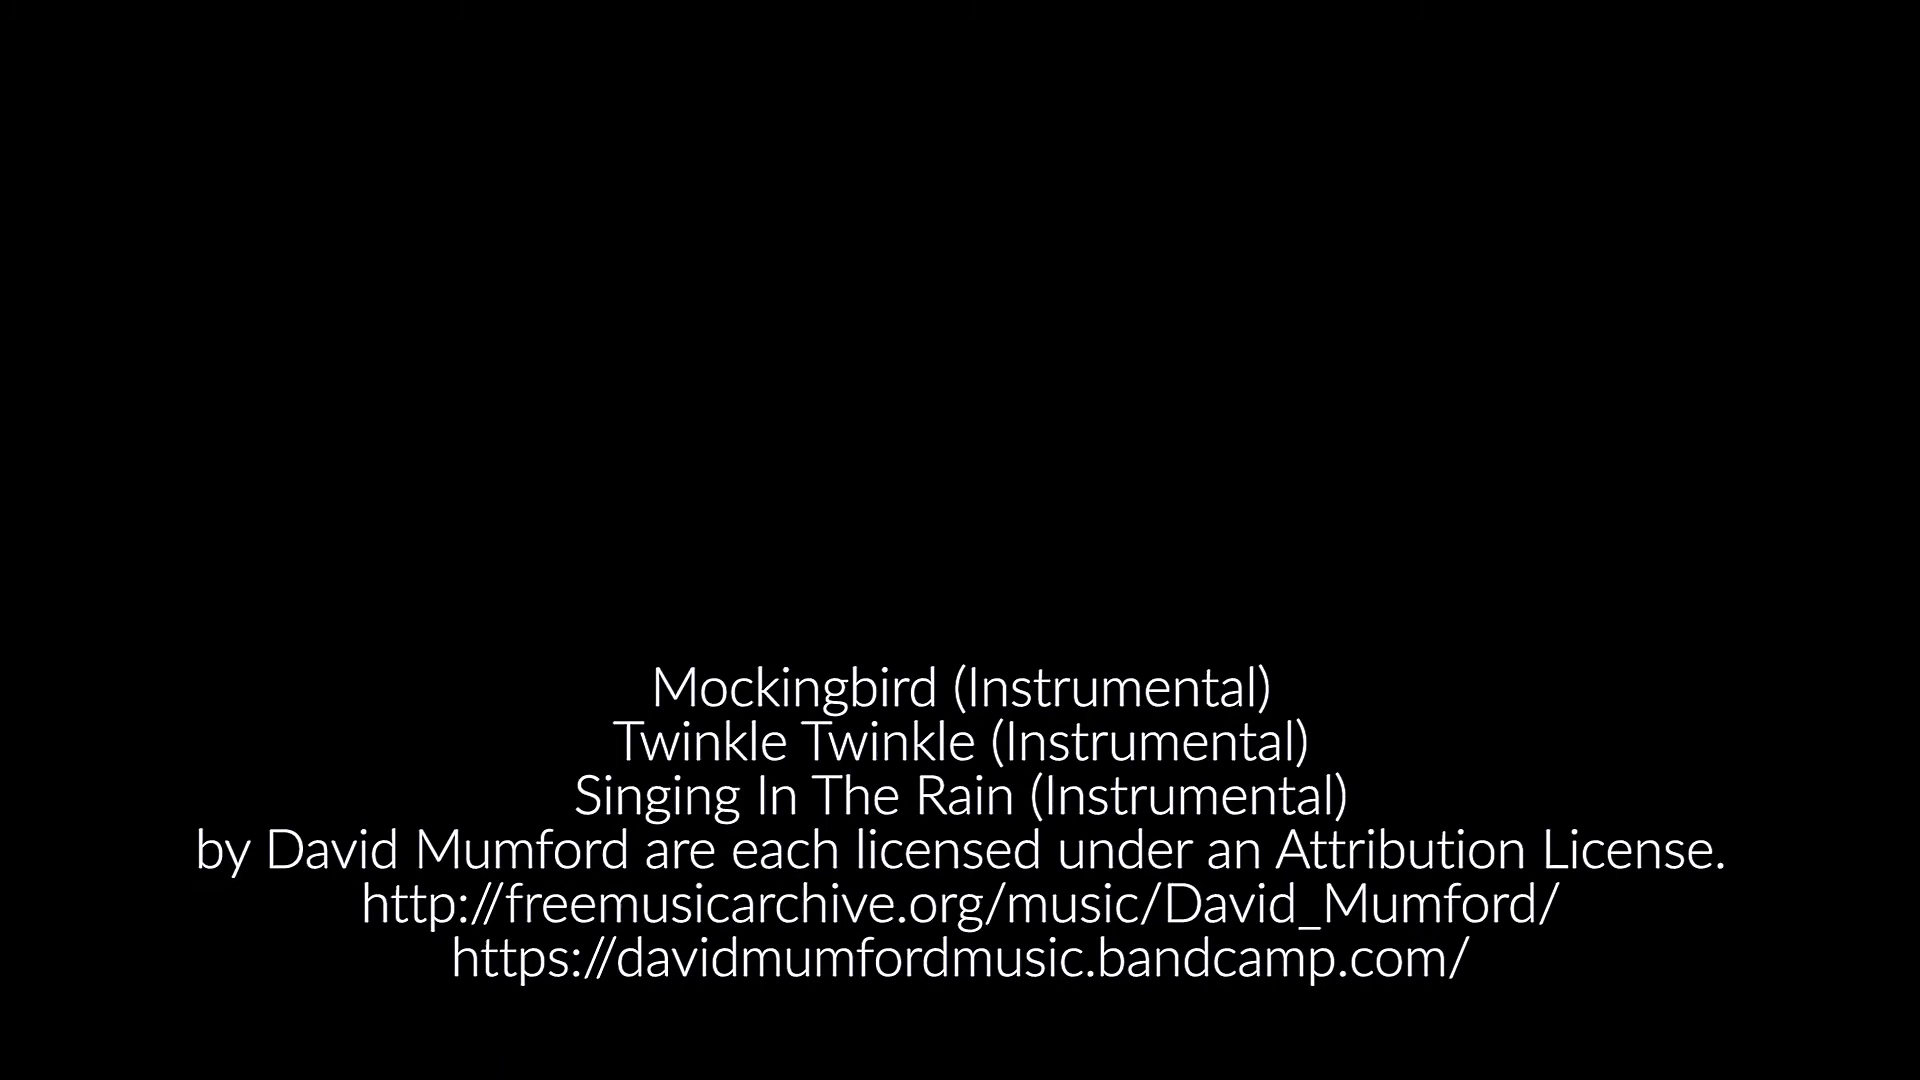 Mockingbird (Instrumental)
Twinkle Twinkle (Instrumental)
Singing In The Rain (Instrumental)
by David Mumford are each licensed under an Attribution License.
http://freemusicarchive.org/music/David_Mumford/
https://davidmumfordmusic.bandcamp.com/